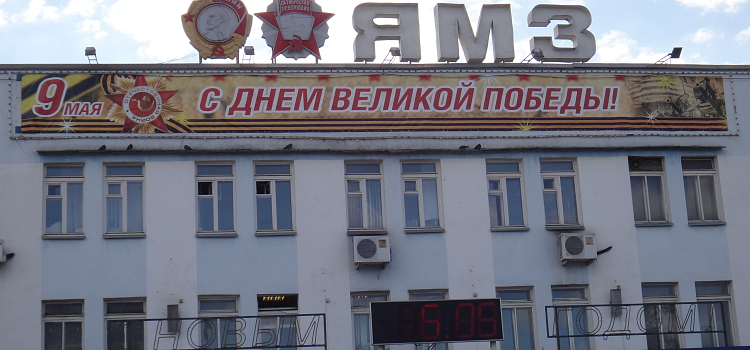 ЯМЗ
9 МАЯ С ДНЕМ ВЕЛИКОЙ ПОБЕДЫ!
6:05
НОВЫМ ГОДОМ